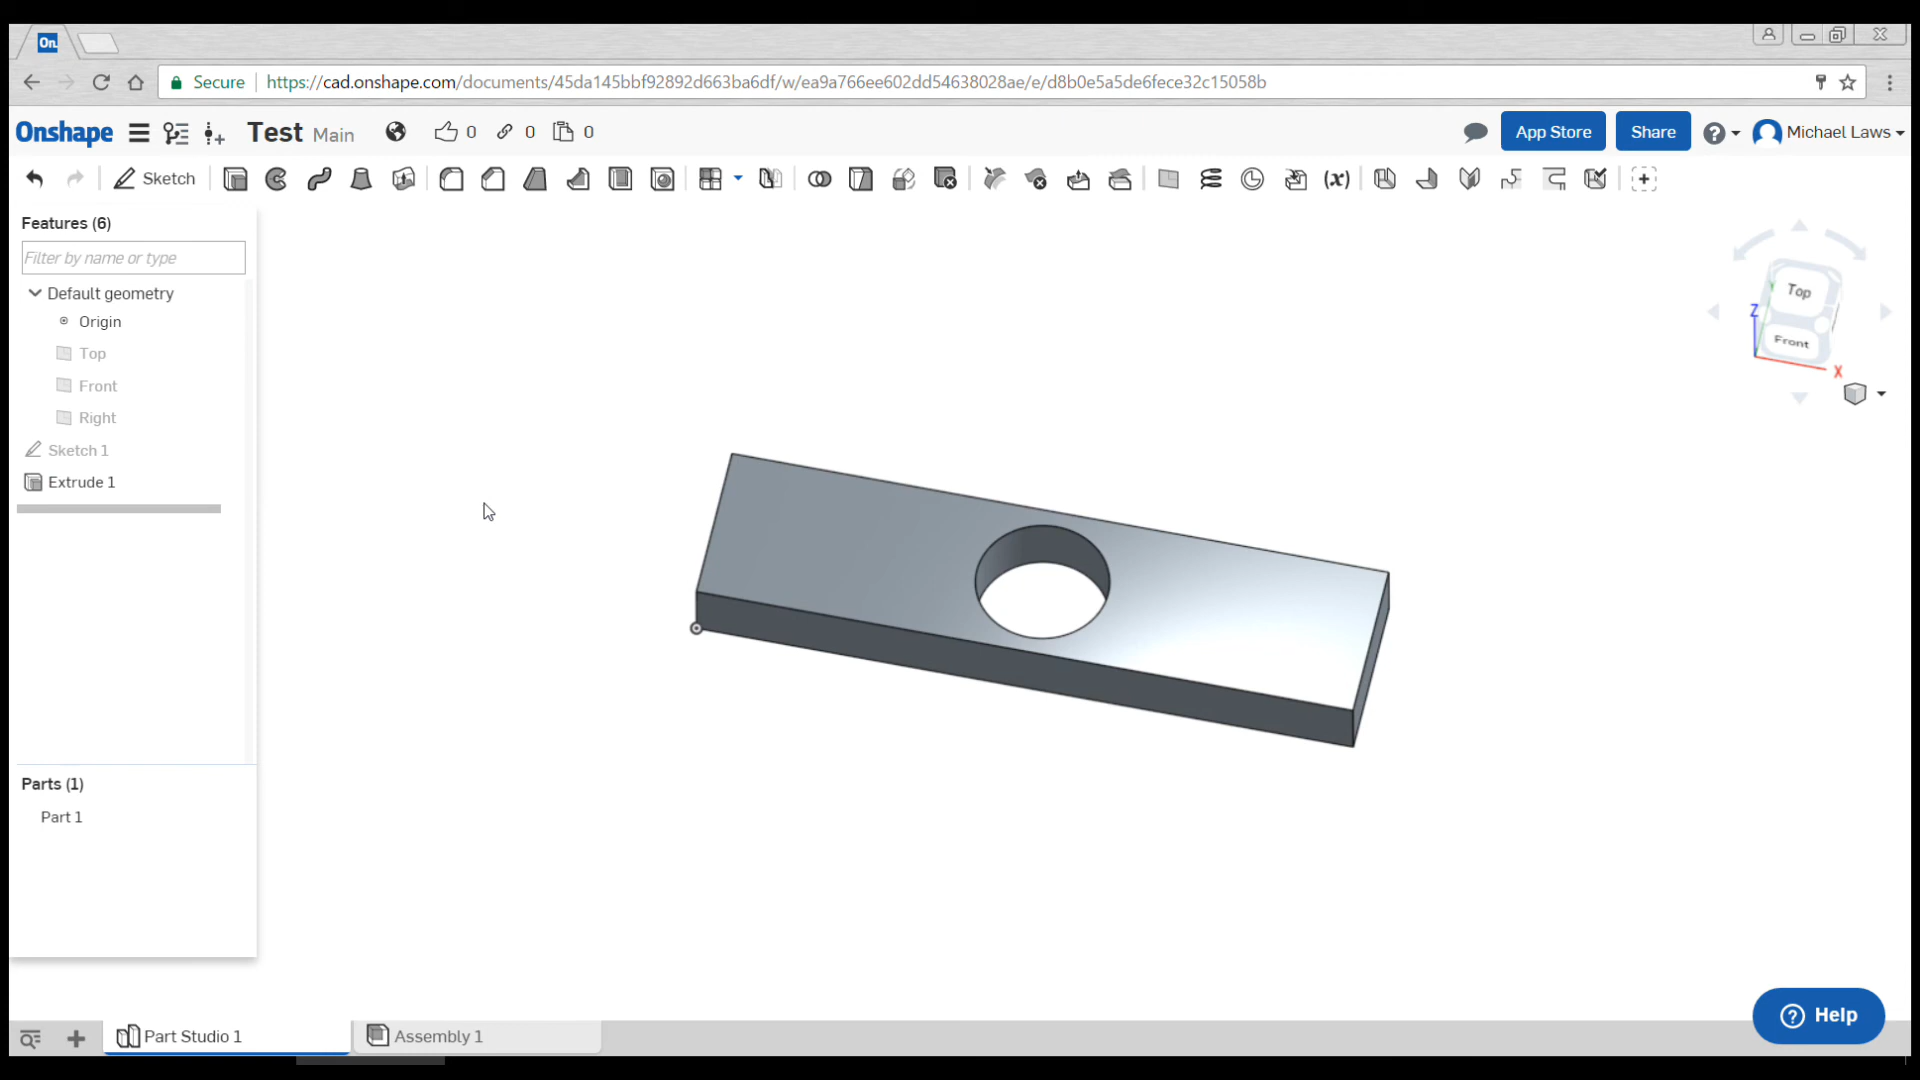 On
Secure https://cad.onshape.com/documents/45da145bbf92892d663ba6df/w/ea9a766ee602dd54638028ae/e/d8b0e5a5de6fece32c15058b
Onshape Test Main 0 0 0 App Store Share Michael Laws
Sketch (x)
Features (6)
Filter by name or type
Default geometry
Origin
Top
Front
Right
Sketch 1
Extrude 1
Top
Front
Z
X
Parts (1)
Part 1
Help
Part Studio 1 Assembly 1